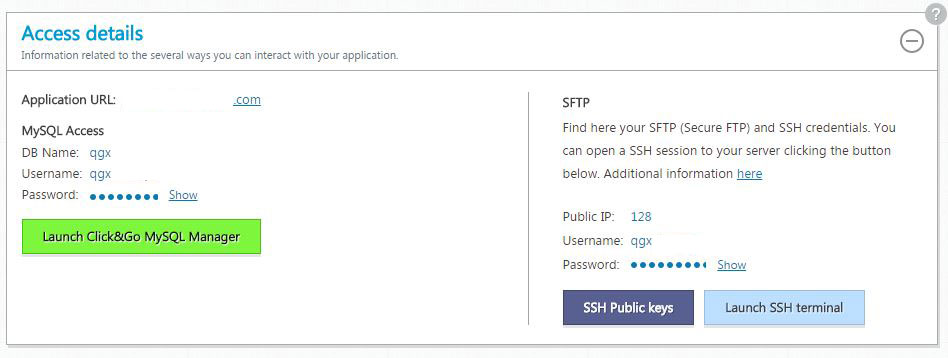 ?
Access details
Information related to the several ways you can interact with your application.
Application URL: .com
MySQL Access
DB Name: qgx
Username: qgx
Password: ●●●●●●●● Show
Launch Click&Go MySQL Manager
SFTP
Find here your SFTP (Secure FTP) and SSH credentials. You
can open a SSH session to your server clicking the button
below. Additional information here
Public IP: 128
Username: qgx
Password: ●●●●●●●●● Show
SSH Public keys
Launch SSH terminal